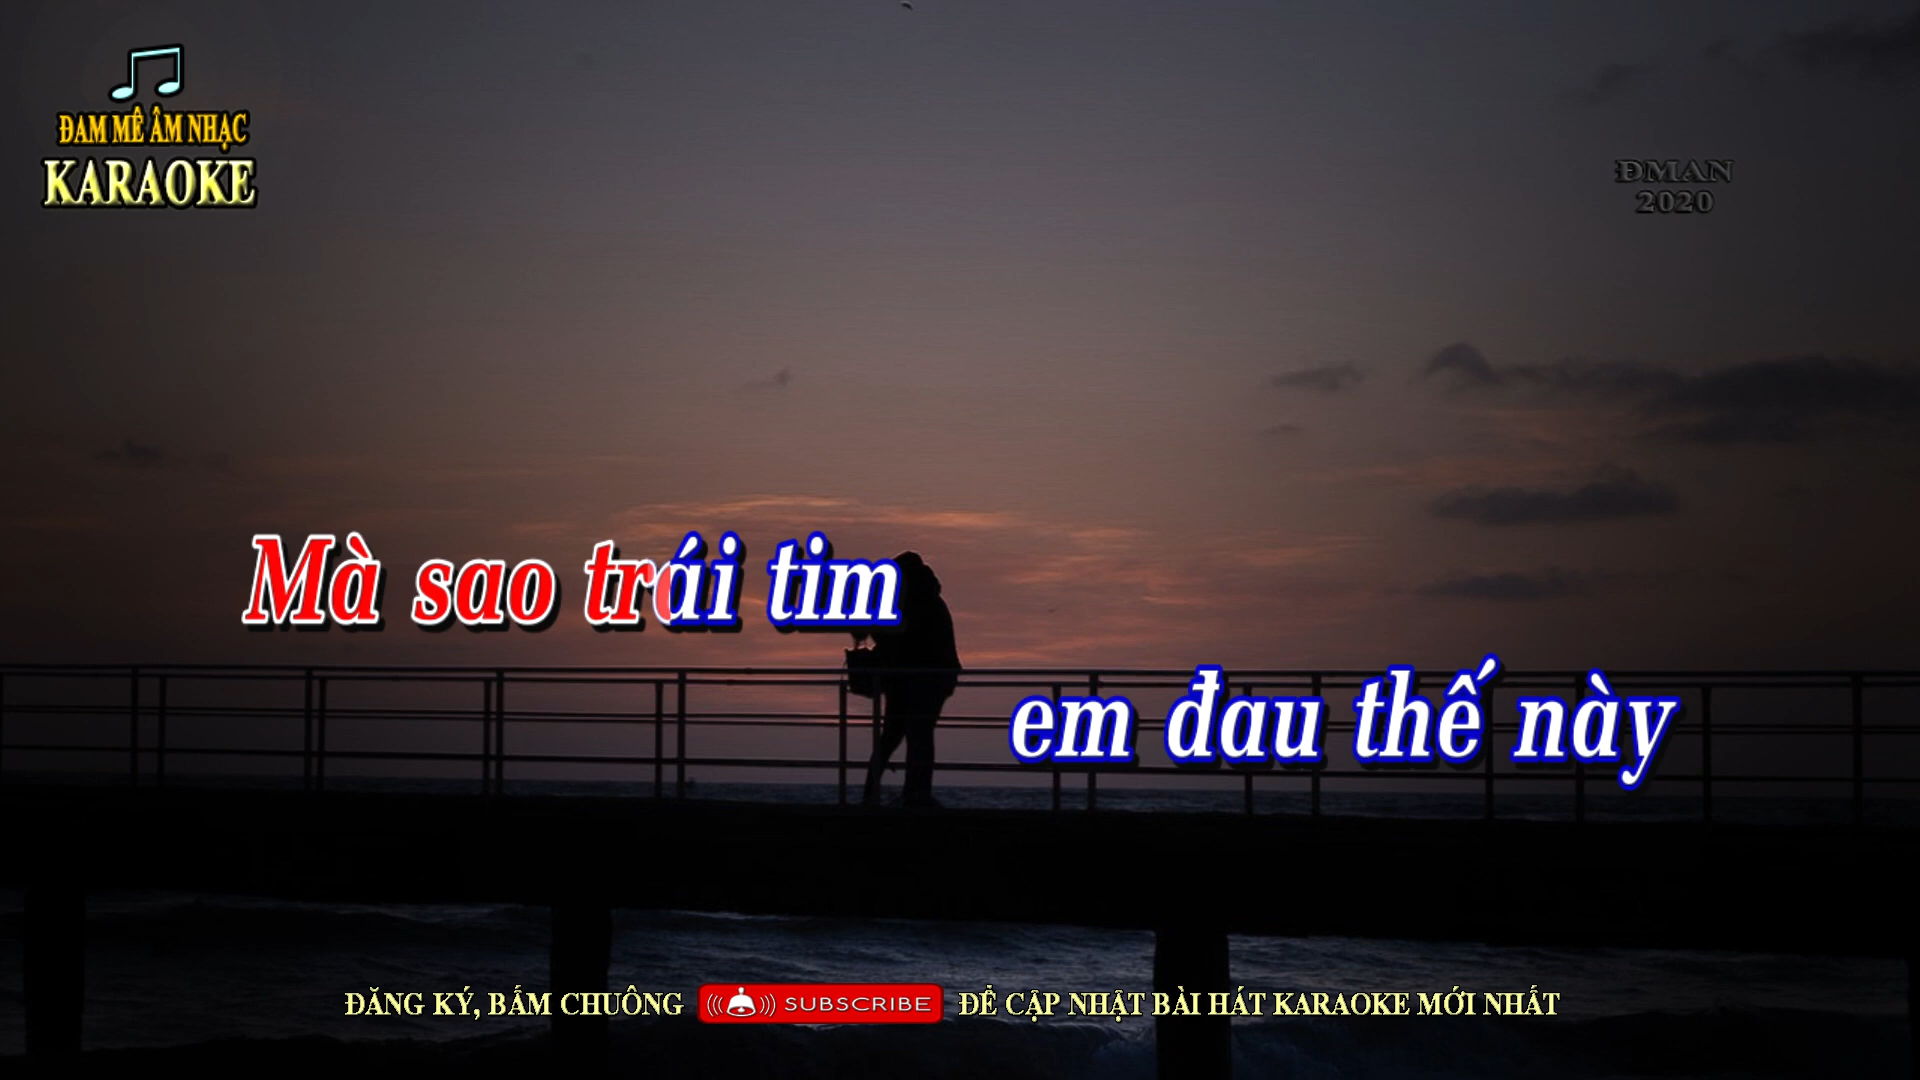 ĐAM MÊ ÂM NHẠC
KARAOKE
ĐMAN
2020
Mà sao trái tim
em đau thế này
ĐĂNG KÝ, BẤM CHUÔNG SUBSCRIBE ĐỂ CẬP NHẬT BÀI HÁT KARAOKE MỚI NHẤT